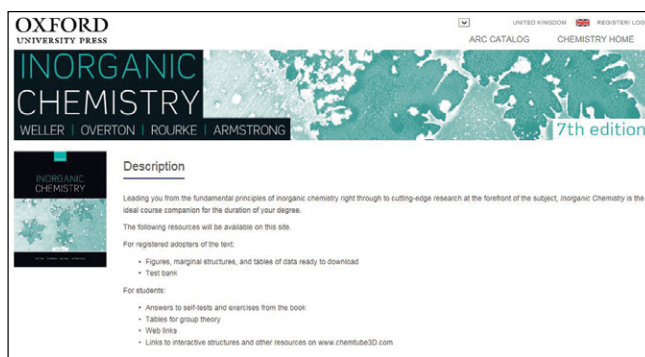 OXFORD
UNIVERSITY PRESS
UNITED KINGDOM REGISTER/ LOG
ARC CATALOG CHEMISTRY HOME
INORGANIC
CHEMISTRY
WELLER | OVERTON | ROURKE | ARMSTRONG
7th edition
INORGANIC
CHEMISTRY
Description
Leading you from the fundamental principles of inorganic chemistry right through to cutting-edge research at the forefront of the subject, Inorganic Chemistry is the
ideal course companion for the duration of your degree.
The following resources will be available on this site.
For registered adopters of the text:
• Figures, marginal structures, and tables of data ready to download
• Test bank
For students:
• Answers to self-tests and exercises from the book
• Tables for group theory
• Web links
• Links to interactive structures and other resources on www.chemtube3D.com